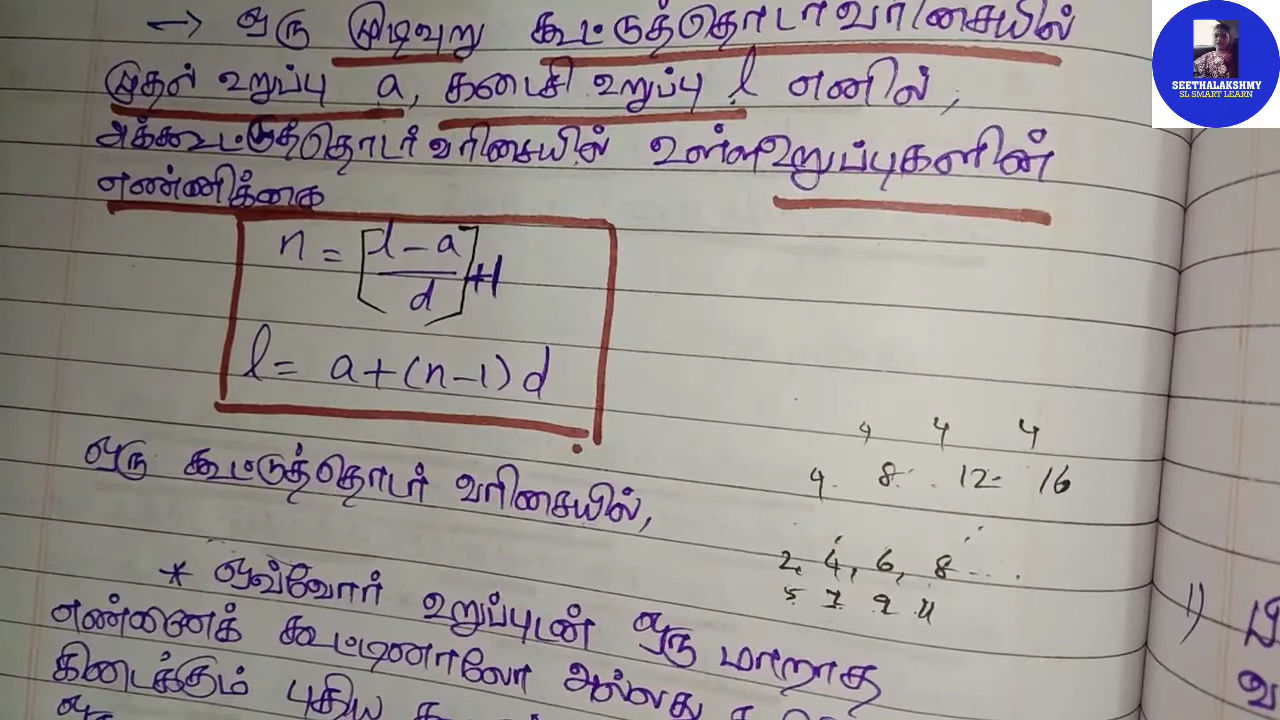 → ஒரு முடிவுறு கூட்டுத்தொடர்வரிசையில்
முதல் உறுப்பு a, கடைசி உறுப்பு l எனில்,
அக்கூட்டுத்தொடர் வரிசையில் உள்ள உறுப்புகளின்
எண்ணிக்கை
n = [l-a/d]+1
l = a+(n-1)d
4 4 4
4 8 12 16
ஒரு கூட்டுத்தொடர் வரிசையில்,
2, 4, 6, 8...
5 7 9 11
* ஒவ்வோர் உறுப்புடன் ஒரு மாறாத
எண்ணைக் கூட்டினாலோ அல்லது
கிடைக்கும் புதிய
ஒரு
1)
SEETHALAKSHMY
SL SMART LEARN